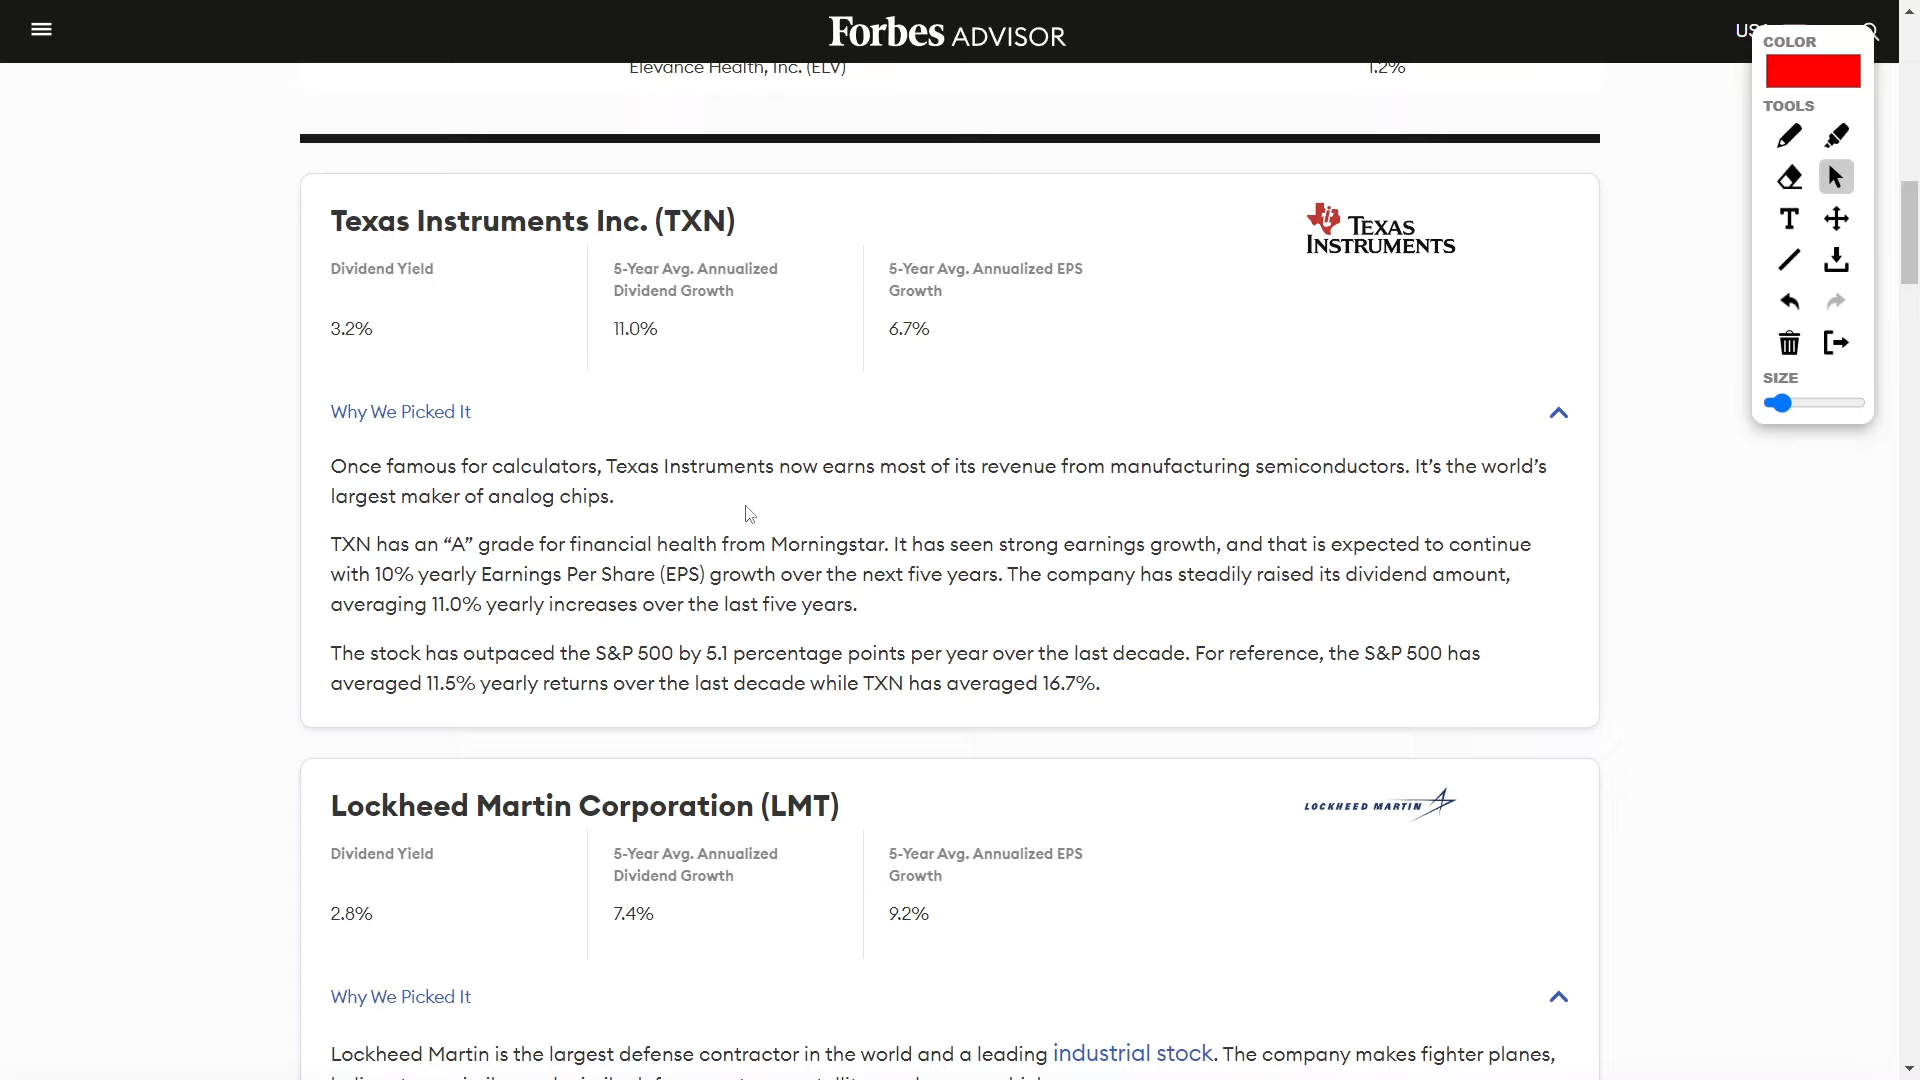 Forbes ADVISOR
US
Elevance Health, Inc. (ELV) 1.2%
COLOR
TOOLS
T
SIZE
Texas Instruments Inc. (TXN)
TEXAS
INSTRUMENTS
Dividend Yield
5-Year Avg. Annualized
Dividend Growth
5-Year Avg. Annualized EPS
Growth
3.2%
11.0%
6.7%
Why We Picked It
Once famous for calculators, Texas Instruments now earns most of its revenue from manufacturing semiconductors. It’s the world’s
largest maker of analog chips.
TXN has an “A” grade for financial health from Morningstar. It has seen strong earnings growth, and that is expected to continue
with 10% yearly Earnings Per Share (EPS) growth over the next five years. The company has steadily raised its dividend amount,
averaging 11.0% yearly increases over the last five years.
The stock has outpaced the S&P 500 by 5.1 percentage points per year over the last decade. For reference, the S&P 500 has
averaged 11.5% yearly returns over the last decade while TXN has averaged 16.7%.
Lockheed Martin Corporation (LMT)
LOCKHEED MARTIN
Dividend Yield
5-Year Avg. Annualized
Dividend Growth
5-Year Avg. Annualized EPS
Growth
2.8%
7.4%
9.2%
Why We Picked It
Lockheed Martin is the largest defense contractor in the world and a leading industrial stock. The company makes fighter planes,